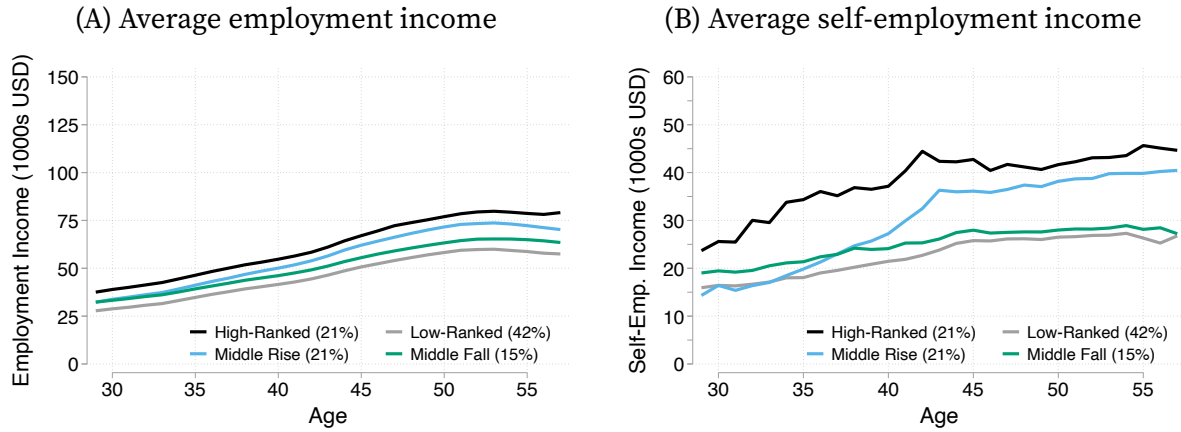 (A) Average employment income
Employment Income (1000s USD)
150
125
100
75
50
25
0
High-Ranked (21%)
Low-Ranked (42%)
Middle Rise (21%)
Middle Fall (15%)
30 35 40 45 50 55
Age
(B) Average self-employment income
Self-Emp. Income (1000s USD)
60
50
40
30
20
10
0
High-Ranked (21%)
Low-Ranked (42%)
Middle Rise (21%)
Middle Fall (15%)
30 35 40 45 50 55
Age